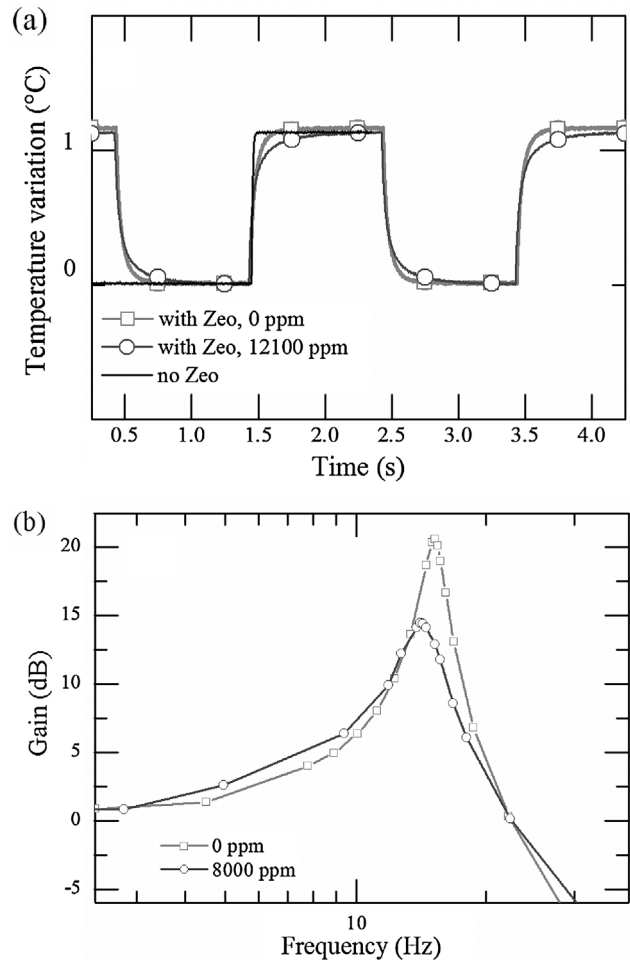 (a)
Temperature variation (°C)
1
0
with Zeo, 0 ppm
with Zeo, 12100 ppm
no Zeo
0.5 1.0 1.5 2.0 2.5 3.0 3.5 4.0
Time (s)
(b)
Gain (dB)
20
15
10
5
0
-5
0 ppm
8000 ppm
10
Frequency (Hz)